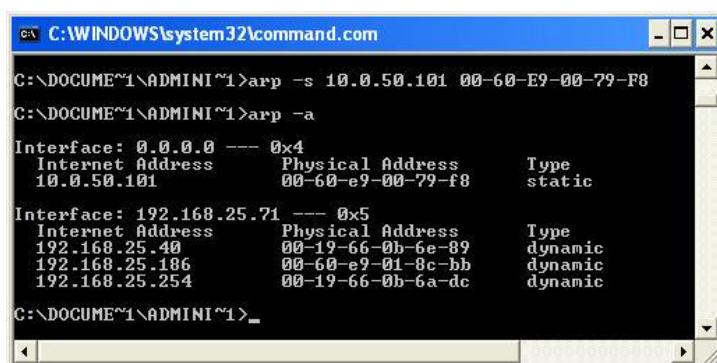 C:\WINDOWS\system32\command.com
C:\DOCUME~1\ADMINI~1>arp -s 10.0.50.101 00-60-E9-00-79-F8
C:\DOCUME~1\ADMINI~1>arp -a
Interface: 0.0.0.0 --- 0x4
Internet Address Physical Address Type
10.0.50.101 00-60-e9-00-79-f8 static
Interface: 192.168.25.71 --- 0x5
Internet Address Physical Address Type
192.168.25.40 00-19-66-0b-6e-89 dynamic
192.168.25.186 00-60-e9-01-8c-bb dynamic
192.168.25.254 00-19-66-0b-6a-dc dynamic
C:\DOCUME~1\ADMINI~1>_